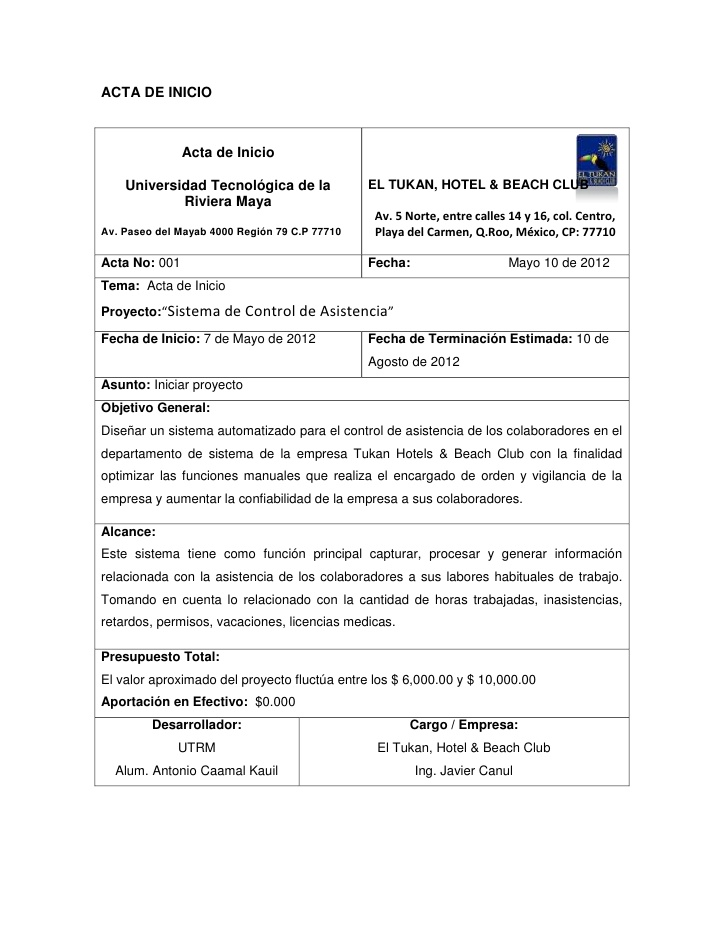 ACTA DE INICIO
Acta de Inicio
Universidad Tecnológica de la
Riviera Maya
Av. Paseo del Mayab 4000 Región 79 C.P 77710
EL TUKAN
EL TUKAN, HOTEL & BEACH CLUB
Av. 5 Norte, entre calles 14 y 16, col. Centro,
Playa del Carmen, Q.Roo, México, CP: 77710
Acta No: 001
Fecha: Mayo 10 de 2012
Tema: Acta de Inicio
Proyecto:“Sistema de Control de Asistencia”
Fecha de Inicio: 7 de Mayo de 2012
Fecha de Terminación Estimada: 10 de
Agosto de 2012
Asunto: Iniciar proyecto
Objetivo General:
Diseñar un sistema automatizado para el control de asistencia de los colaboradores en el
departamento de sistema de la empresa Tukan Hotels & Beach Club con la finalidad
optimizar las funciones manuales que realiza el encargado de orden y vigilancia de la
empresa y aumentar la confiabilidad de la empresa a sus colaboradores.
Alcance:
Este sistema tiene como función principal capturar, procesar y generar información
relacionada con la asistencia de los colaboradores a sus labores habituales de trabajo.
Tomando en cuenta lo relacionado con la cantidad de horas trabajadas, inasistencias,
retardos, permisos, vacaciones, licencias medicas.
Presupuesto Total:
El valor aproximado del proyecto fluctúa entre los $ 6,000.00 y $ 10,000.00
Aportación en Efectivo: $0.000
Desarrollador:
UTRM
Alum. Antonio Caamal Kauil
Cargo / Empresa:
El Tukan, Hotel & Beach Club
Ing. Javier Canul